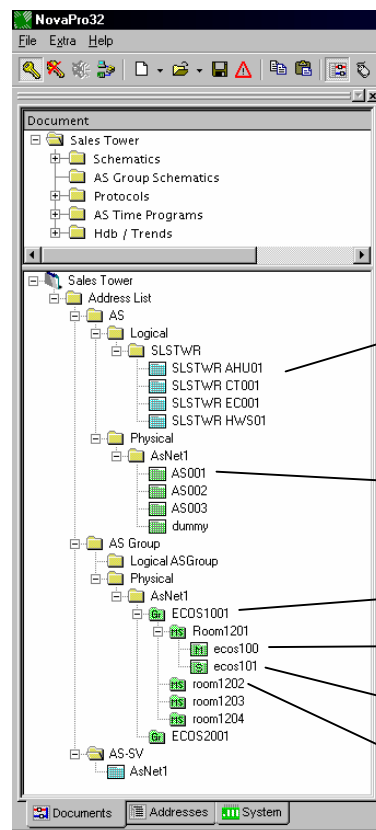 NovaPro32
File Extra Help
Document
Sales Tower
Schematics
AS Group Schematics
Protocols
AS Time Programs
Hdb / Trends
Sales Tower
Address List
AS
Logical
SLSTWR
SLSTWR AHU01
SLSTWR CT001
SLSTWR EC001
SLSTWR HWS01
Physical
AsNet1
AS001
AS002
AS003
dummy
AS Group
Logical ASGroup
Physical
AsNet1
Gr ECOS1001
MS Room1201
M ecos100
S ecos101
MS room1202
MS room1203
MS room1204
Gr ECOS2001
AS-SV
AsNet1
Documents Addresses System